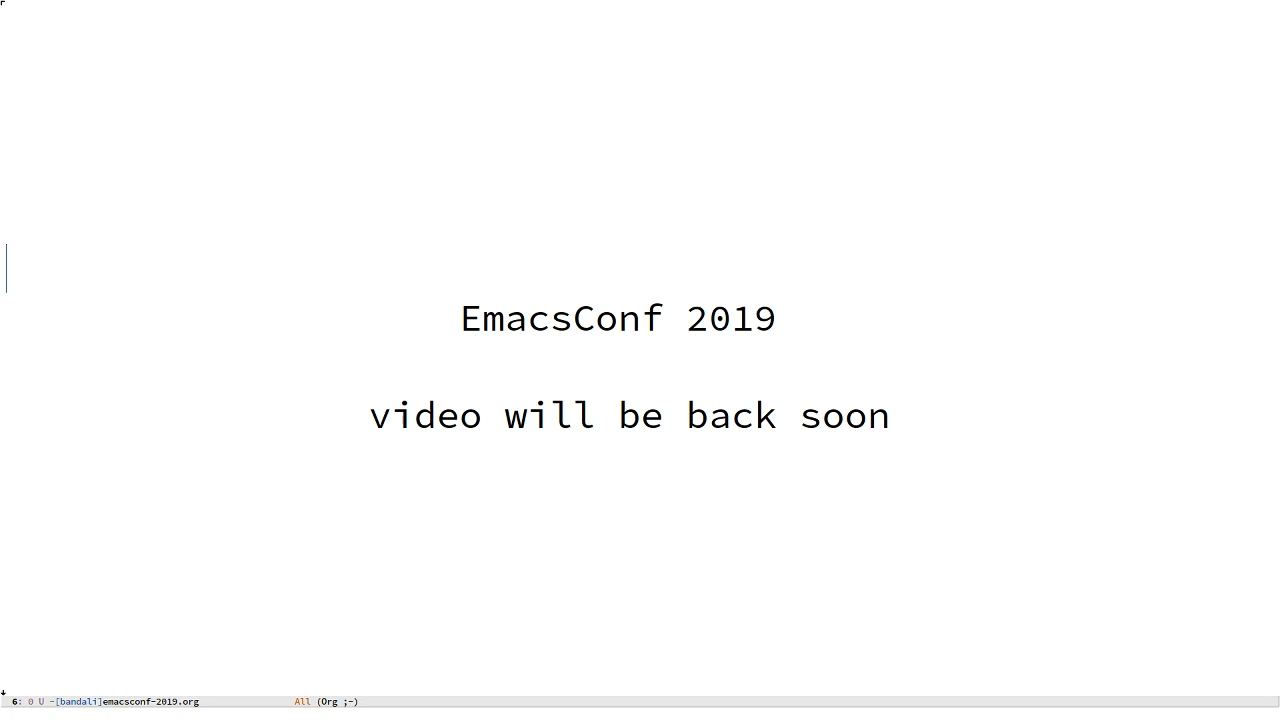 EmacsConf 2019
video will be back soon
6: 0 U -[bandali]emacsconf-2019.org All (Org ;-)